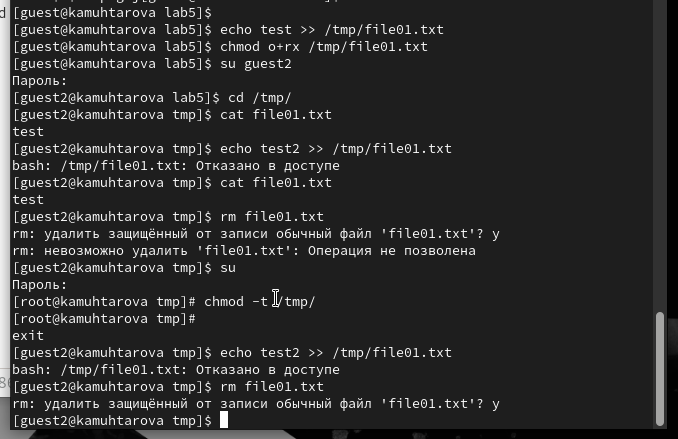 [guest@kamuhtarova lab5]$
[guest@kamuhtarova lab5]$ echo test >> /tmp/file01.txt
[guest@kamuhtarova lab5]$ chmod o+rx /tmp/file01.txt
[guest@kamuhtarova lab5]$ su guest2
Пароль:
[guest2@kamuhtarova lab5]$ cd /tmp/
[guest2@kamuhtarova tmp]$ cat file01.txt
test
[guest2@kamuhtarova tmp]$ echo test2 >> /tmp/file01.txt
bash: /tmp/file01.txt: Отказано в доступе
[guest2@kamuhtarova tmp]$ cat file01.txt
test
[guest2@kamuhtarova tmp]$ rm file01.txt
rm: удалить защищённый от записи обычный файл 'file01.txt'? y
rm: невозможно удалить 'file01.txt': Операция не позволена
[guest2@kamuhtarova tmp]$ su
Пароль:
[root@kamuhtarova tmp]# chmod -t /tmp/
[root@kamuhtarova tmp]#
exit
[guest2@kamuhtarova tmp]$ echo test2 >> /tmp/file01.txt
bash: /tmp/file01.txt: Отказано в доступе
[guest2@kamuhtarova tmp]$ rm file01.txt
rm: удалить защищённый от записи обычный файл 'file01.txt'? y
[guest2@kamuhtarova tmp]$